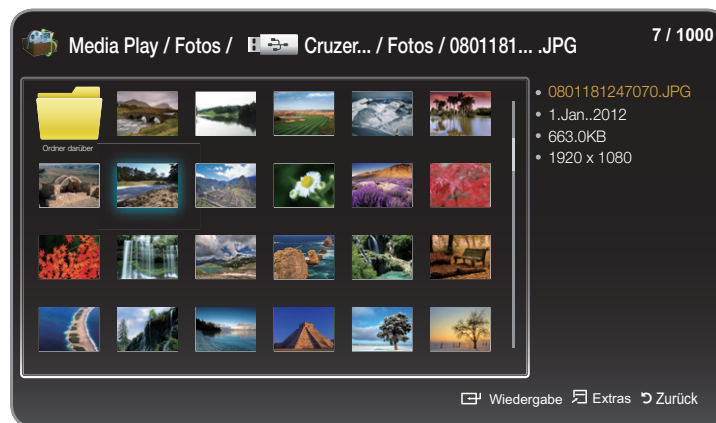 Media Play / Fotos / Cruzer... / Fotos / 0801181... .JPG
7 / 1000
Ordner darüber
0801181247070.JPG
1.Jan..2012
663.0KB
1920 x 1080
Wiedergabe Extras Zurück